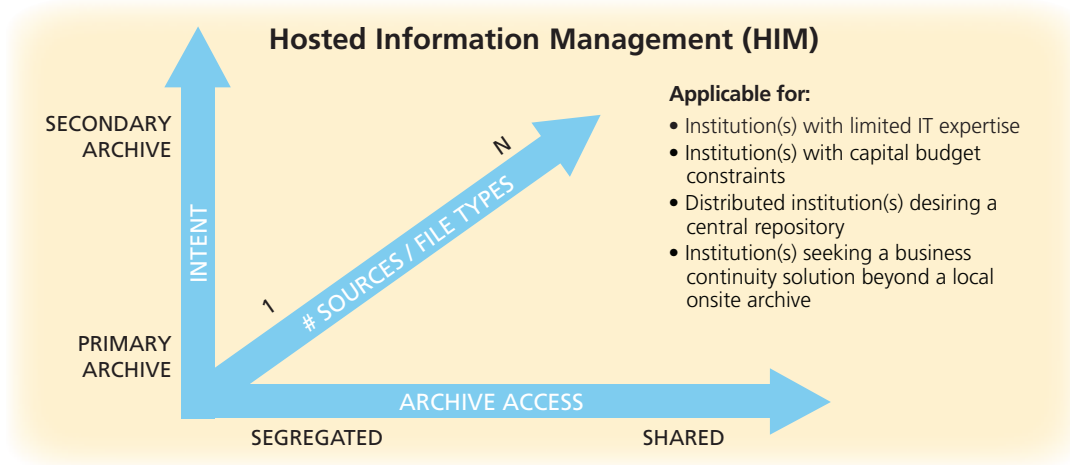 Hosted Information Management (HIM)
SECONDARY
ARCHIVE
INTENT
PRIMARY
ARCHIVE
1
# SOURCES / FILE TYPES
N
ARCHIVE ACCESS
SEGREGATED
SHARED
Applicable for:
• Institution(s) with limited IT expertise
• Institution(s) with capital budget
constraints
• Distributed institution(s) desiring a
central repository
• Institution(s) seeking a business
continuity solution beyond a local
onsite archive